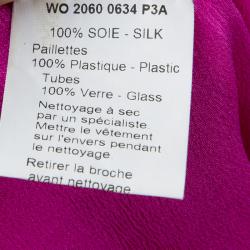 WO 2060 0634 P3A
100% SOIE - SILK
Paillettes
100% Plastique - Plastic
Tubes
100% Verre - Glass
Nettoyage à sec
par un spécialiste.
Mettre le vêtement
sur l'envers pendant
le nettoyage
Retirer la broche
avant nettoyage